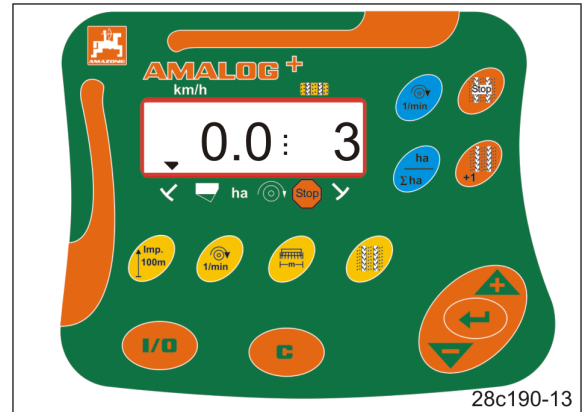 AMAZONE
AMALOG+
km/h
0.0 3
ha
Stop
1/min
Stop
ha
Σha
+1
Imp.
100m
1/min
m
I/O
C
+
-
28c190-13